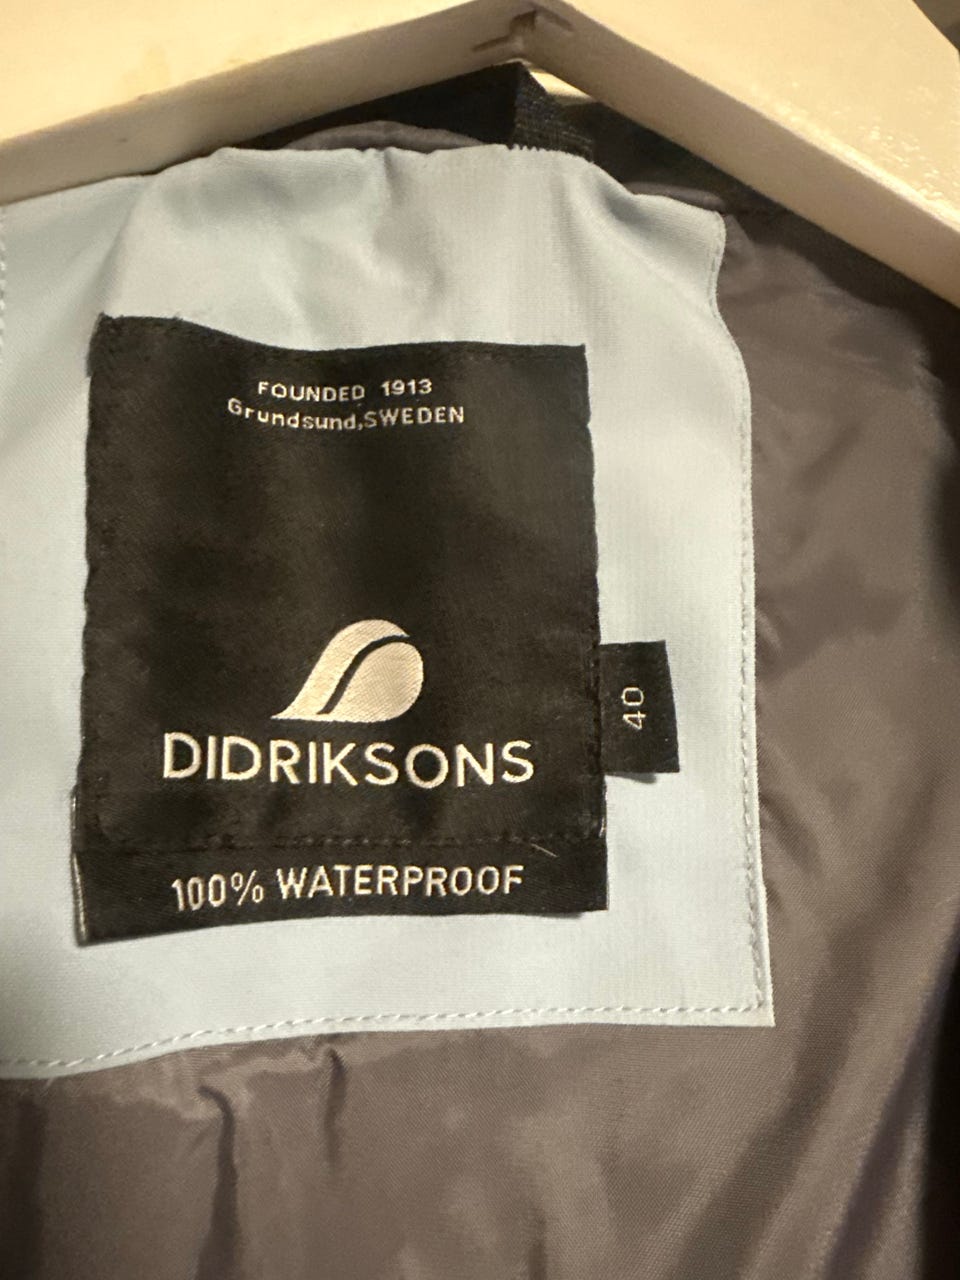 FOUNDED 1913
Grundsund,SWEDEN
DIDRIKSONS
40
100% WATERPROOF